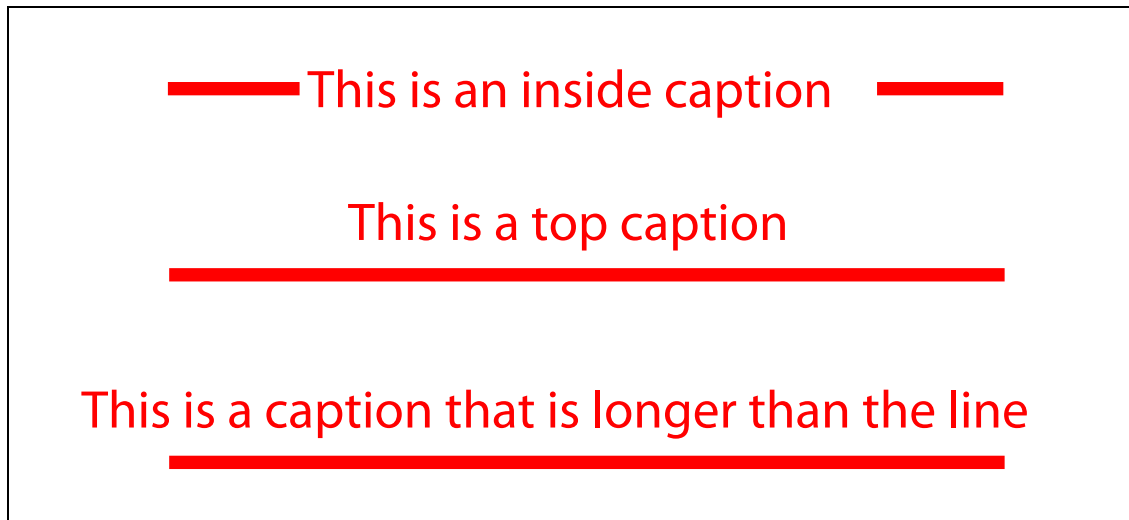 This is an inside caption
This is a top caption
This is a caption that is longer than the line